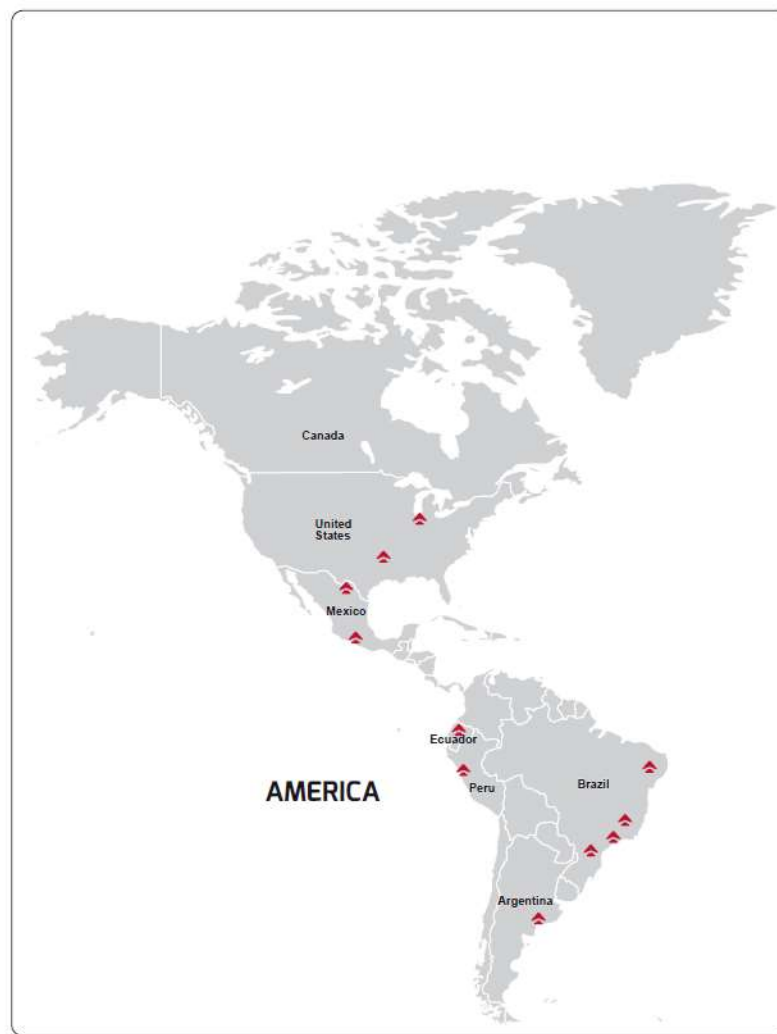 Canada
United
States
Mexico
Ecuador
Peru
Brazil
AMERICA
Argentina